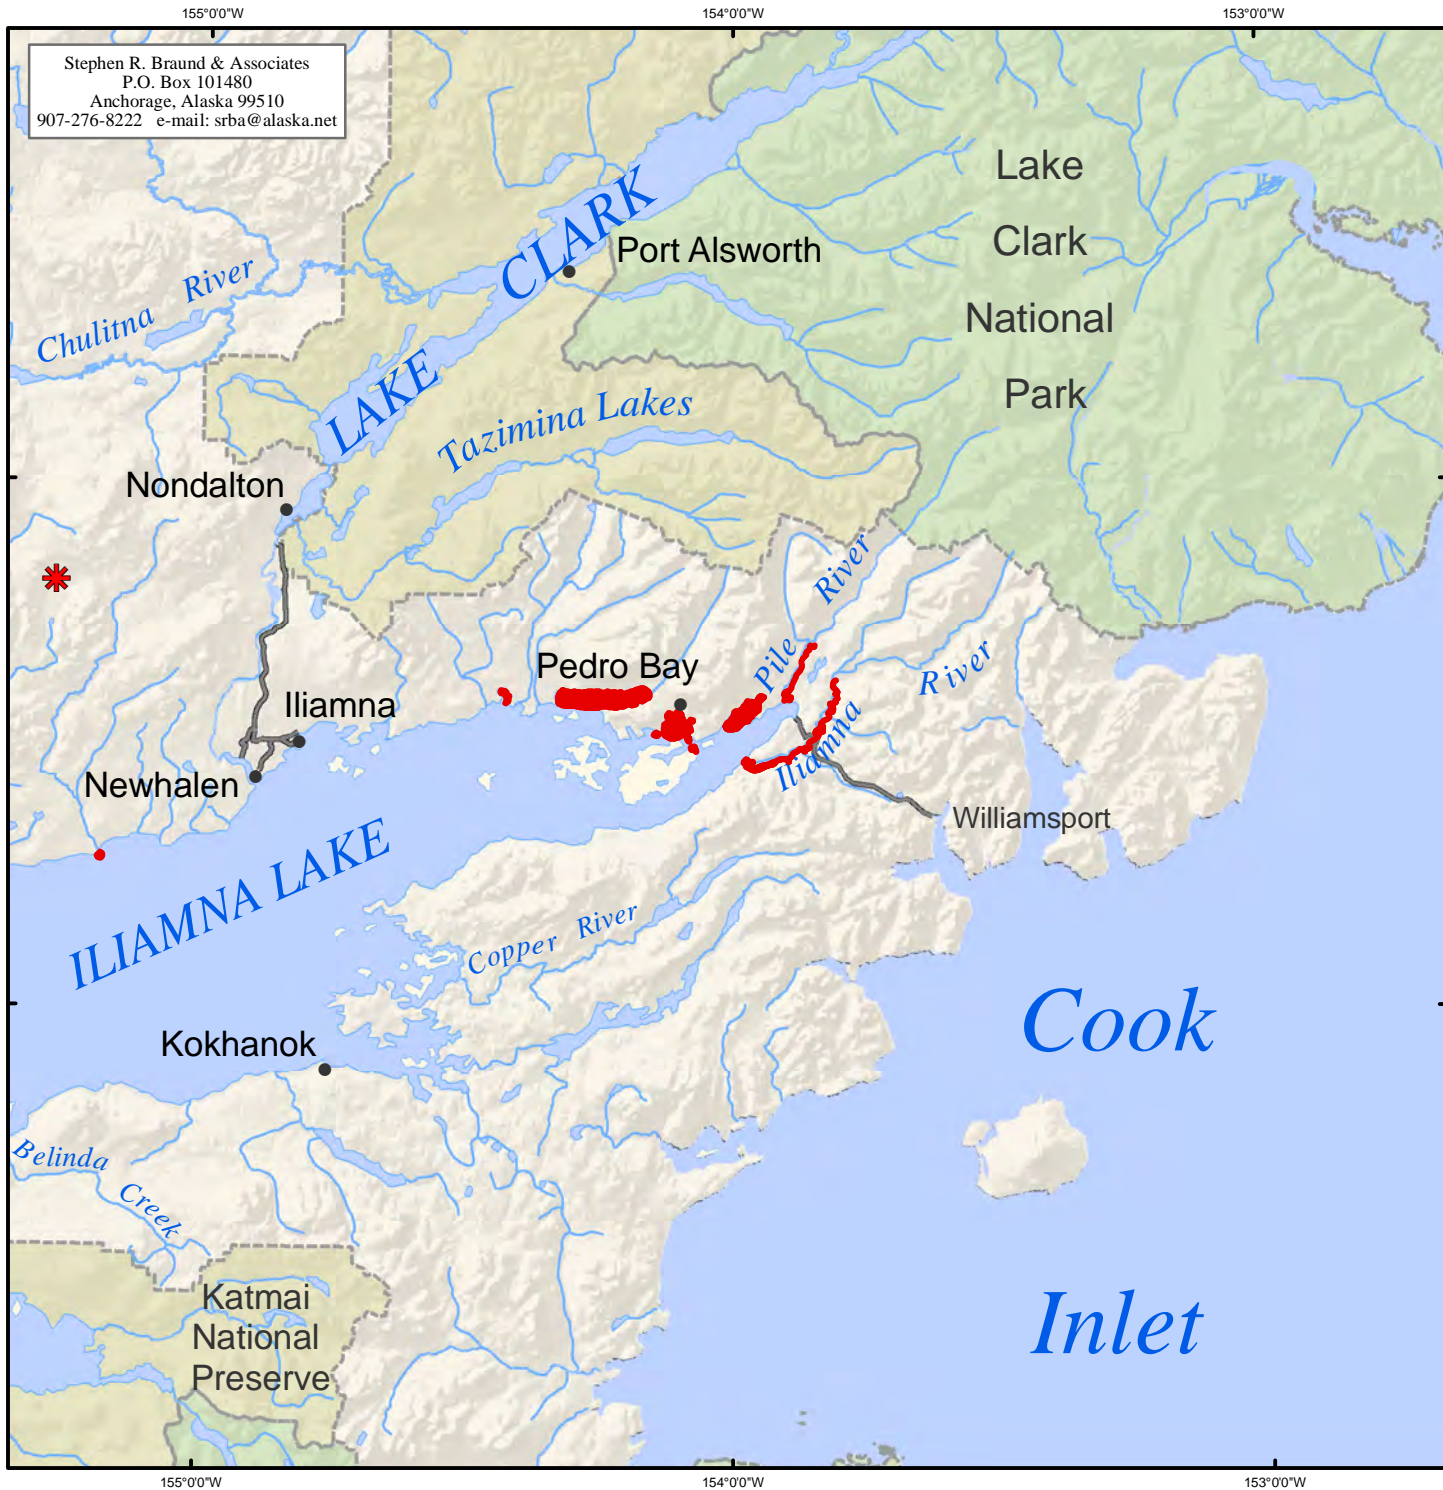 155°0'0"W
154°0'0"W
153°0'0"W
Stephen R. Braund & Associates
P.O. Box 101480
Anchorage, Alaska 99510
907-276-8222 e-mail: srba@alaska.net
Lake
Clark
National
Park
LAKE CLARK
Port Alsworth
Chulitna River
Tazimina Lakes
Nondalton
Pile River
Pedro Bay
Iliamna River
Iliamna
Newhalen
Williamsport
ILIAMNA LAKE
Copper River
Kokhanok
Cook
Inlet
Belinda
Creek
Katmai
National
Preserve
155°0'0"W
154°0'0"W
153°0'0"W